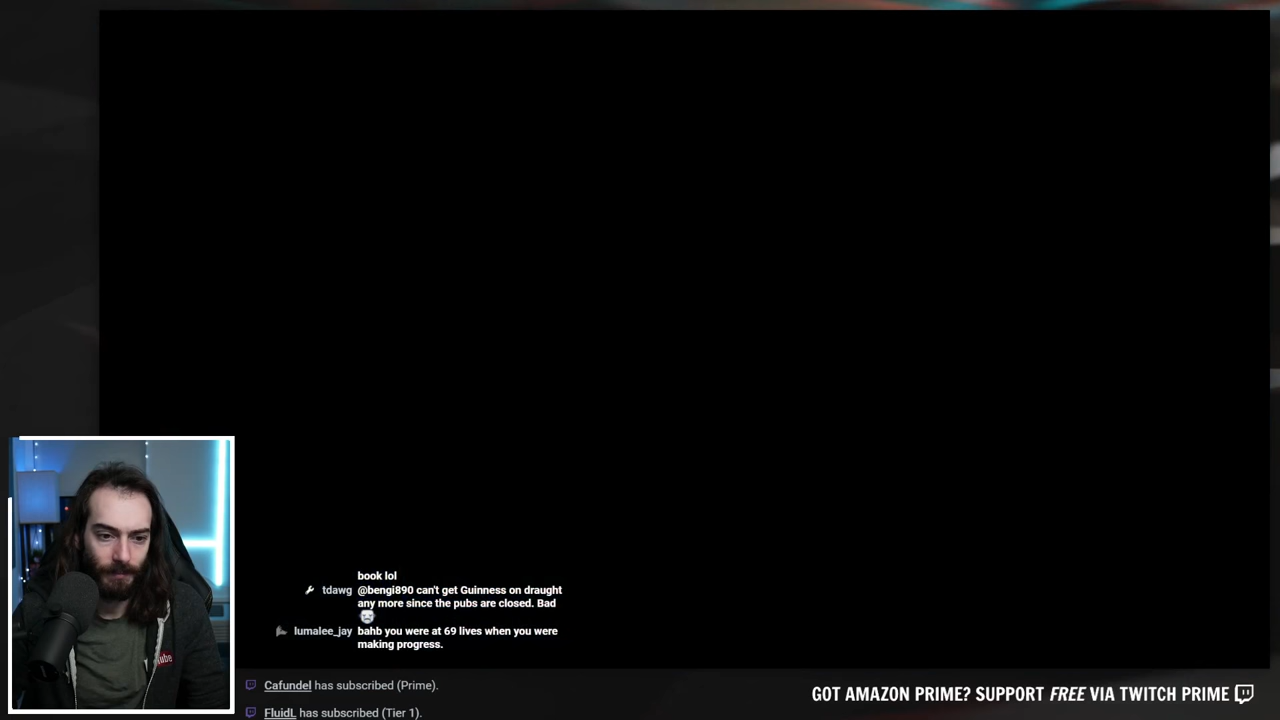 book lol
tdawg @bengi890 can't get Guinness on draught
any more since the pubs are closed. Bad
lumalee_jay bahb you were at 69 lives when you were
making progress.
Tube
Cafundel has subscribed (Prime).
FluidL has subscribed (Tier 1).
GOT AMAZON PRIME? SUPPORT FREE VIA TWITCH PRIME